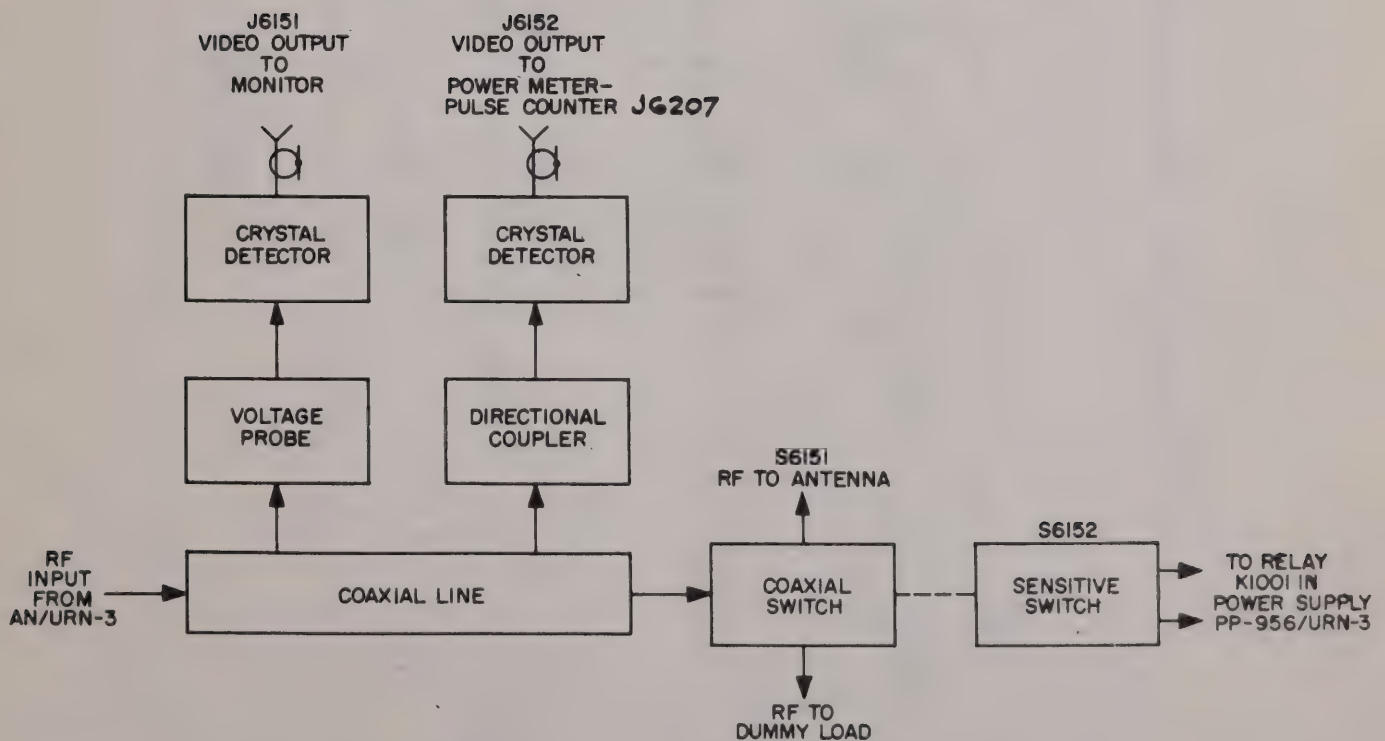 J6151
VIDEO OUTPUT
TO
MONITOR
J6152
VIDEO OUTPUT
TO
POWER METER-
PULSE COUNTER J6207
CRYSTAL
DETECTOR
CRYSTAL
DETECTOR
VOLTAGE
PROBE
DIRECTIONAL
COUPLER
S6151
RF TO ANTENNA
S6152
RF
INPUT
FROM
AN/URN-3
COAXIAL LINE
COAXIAL
SWITCH
SENSITIVE
SWITCH
TO RELAY
K1001 IN
POWER SUPPLY
PP-956/URN-3
RF TO
DUMMY LOAD